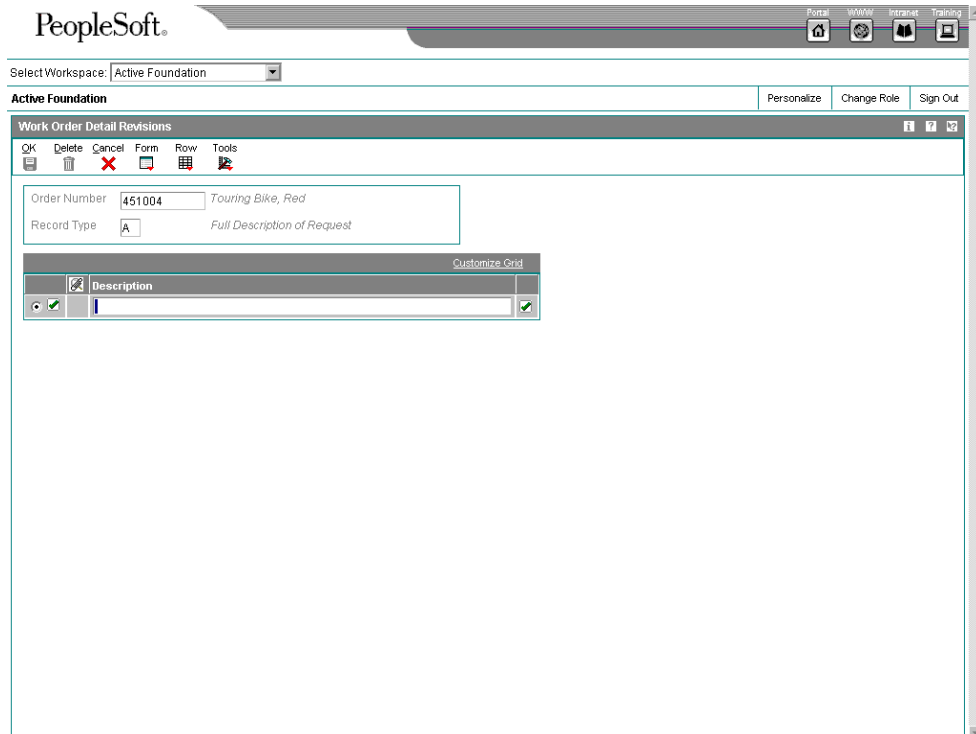 PeopleSoft®
Portal WWW Intranet Training
Select Workspace: Active Foundation
Active Foundation Personalize Change Role Sign Out
Work Order Detail Revisions i ? ?
OK Delete Cancel Form Row Tools
Order Number 451004 Touring Bike, Red
Record Type A Full Description of Request
Customize Grid
Description